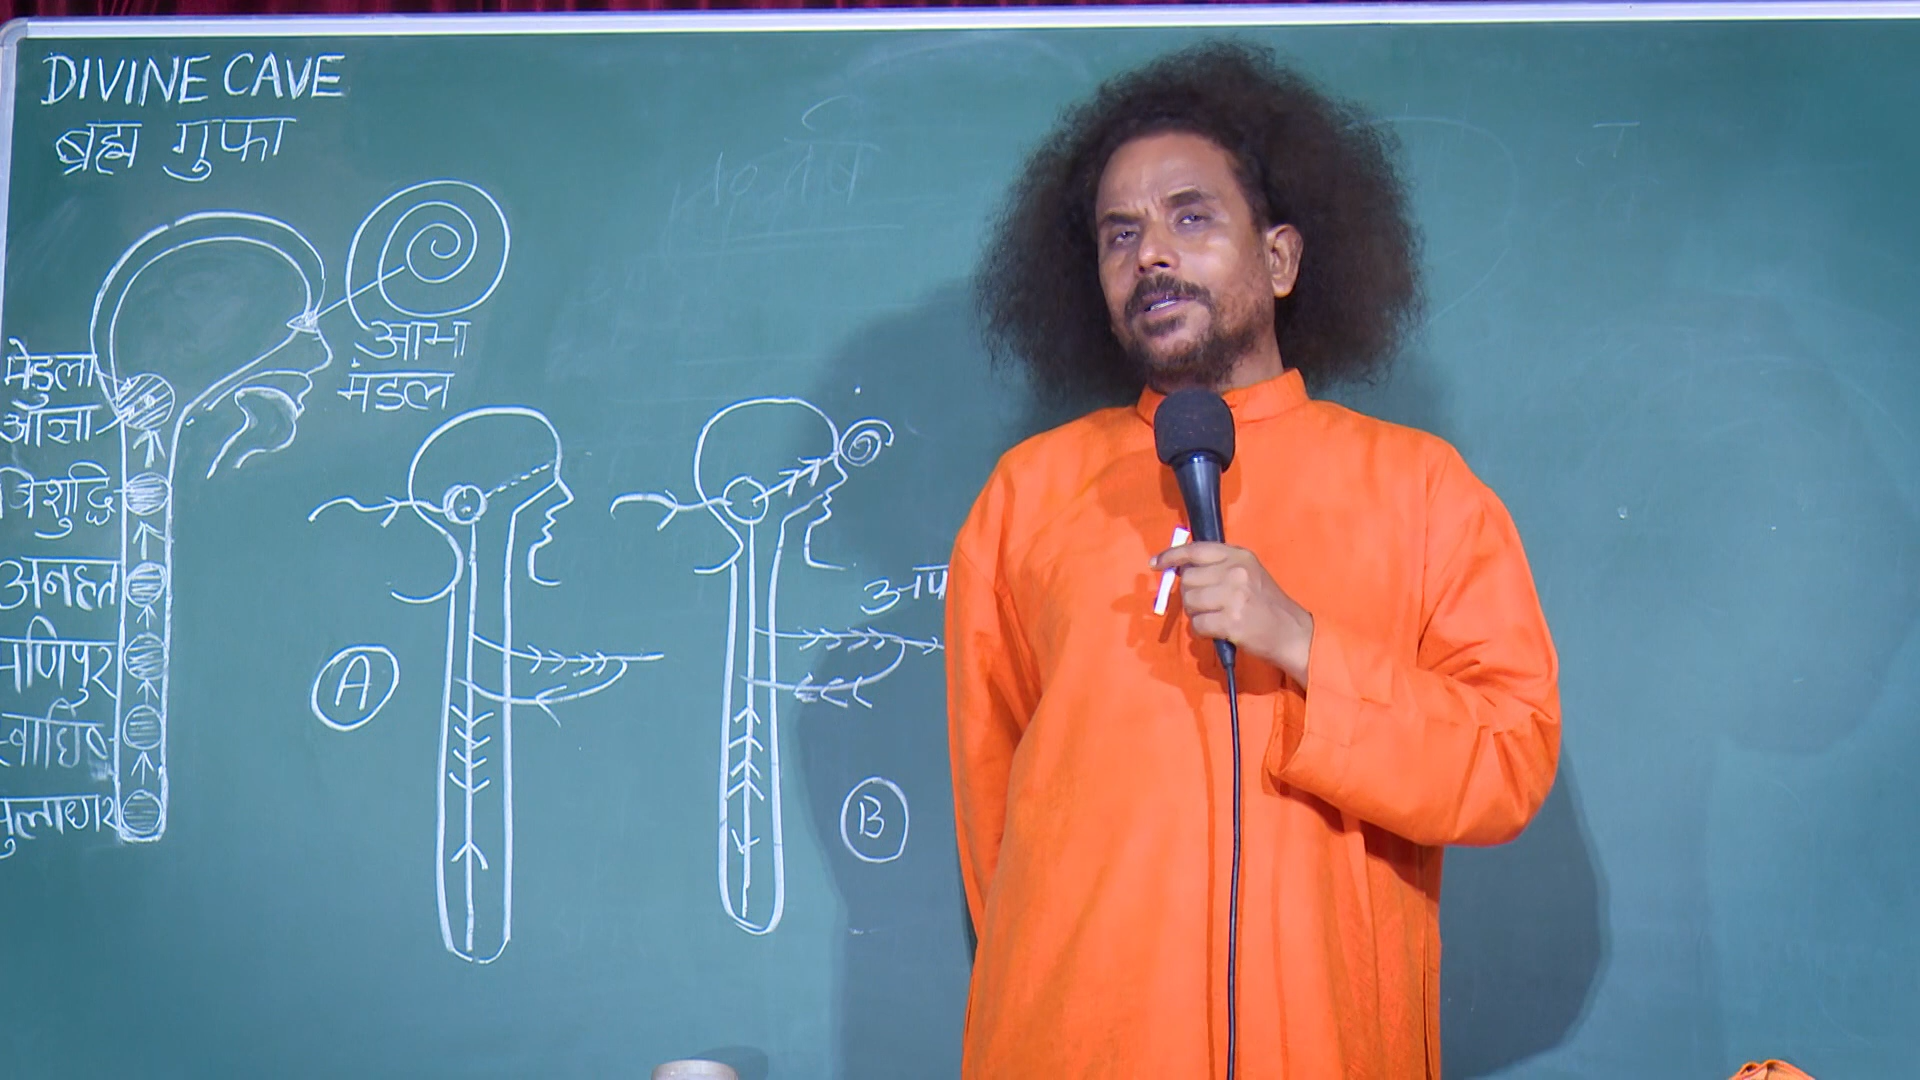 DIVINE CAVE
ब्रह्म गुफा
आभा
मंडल
मेडुला
आज्ञा
विशुद्धि
अनहत
मणिपुर
मुलाधार
A
B